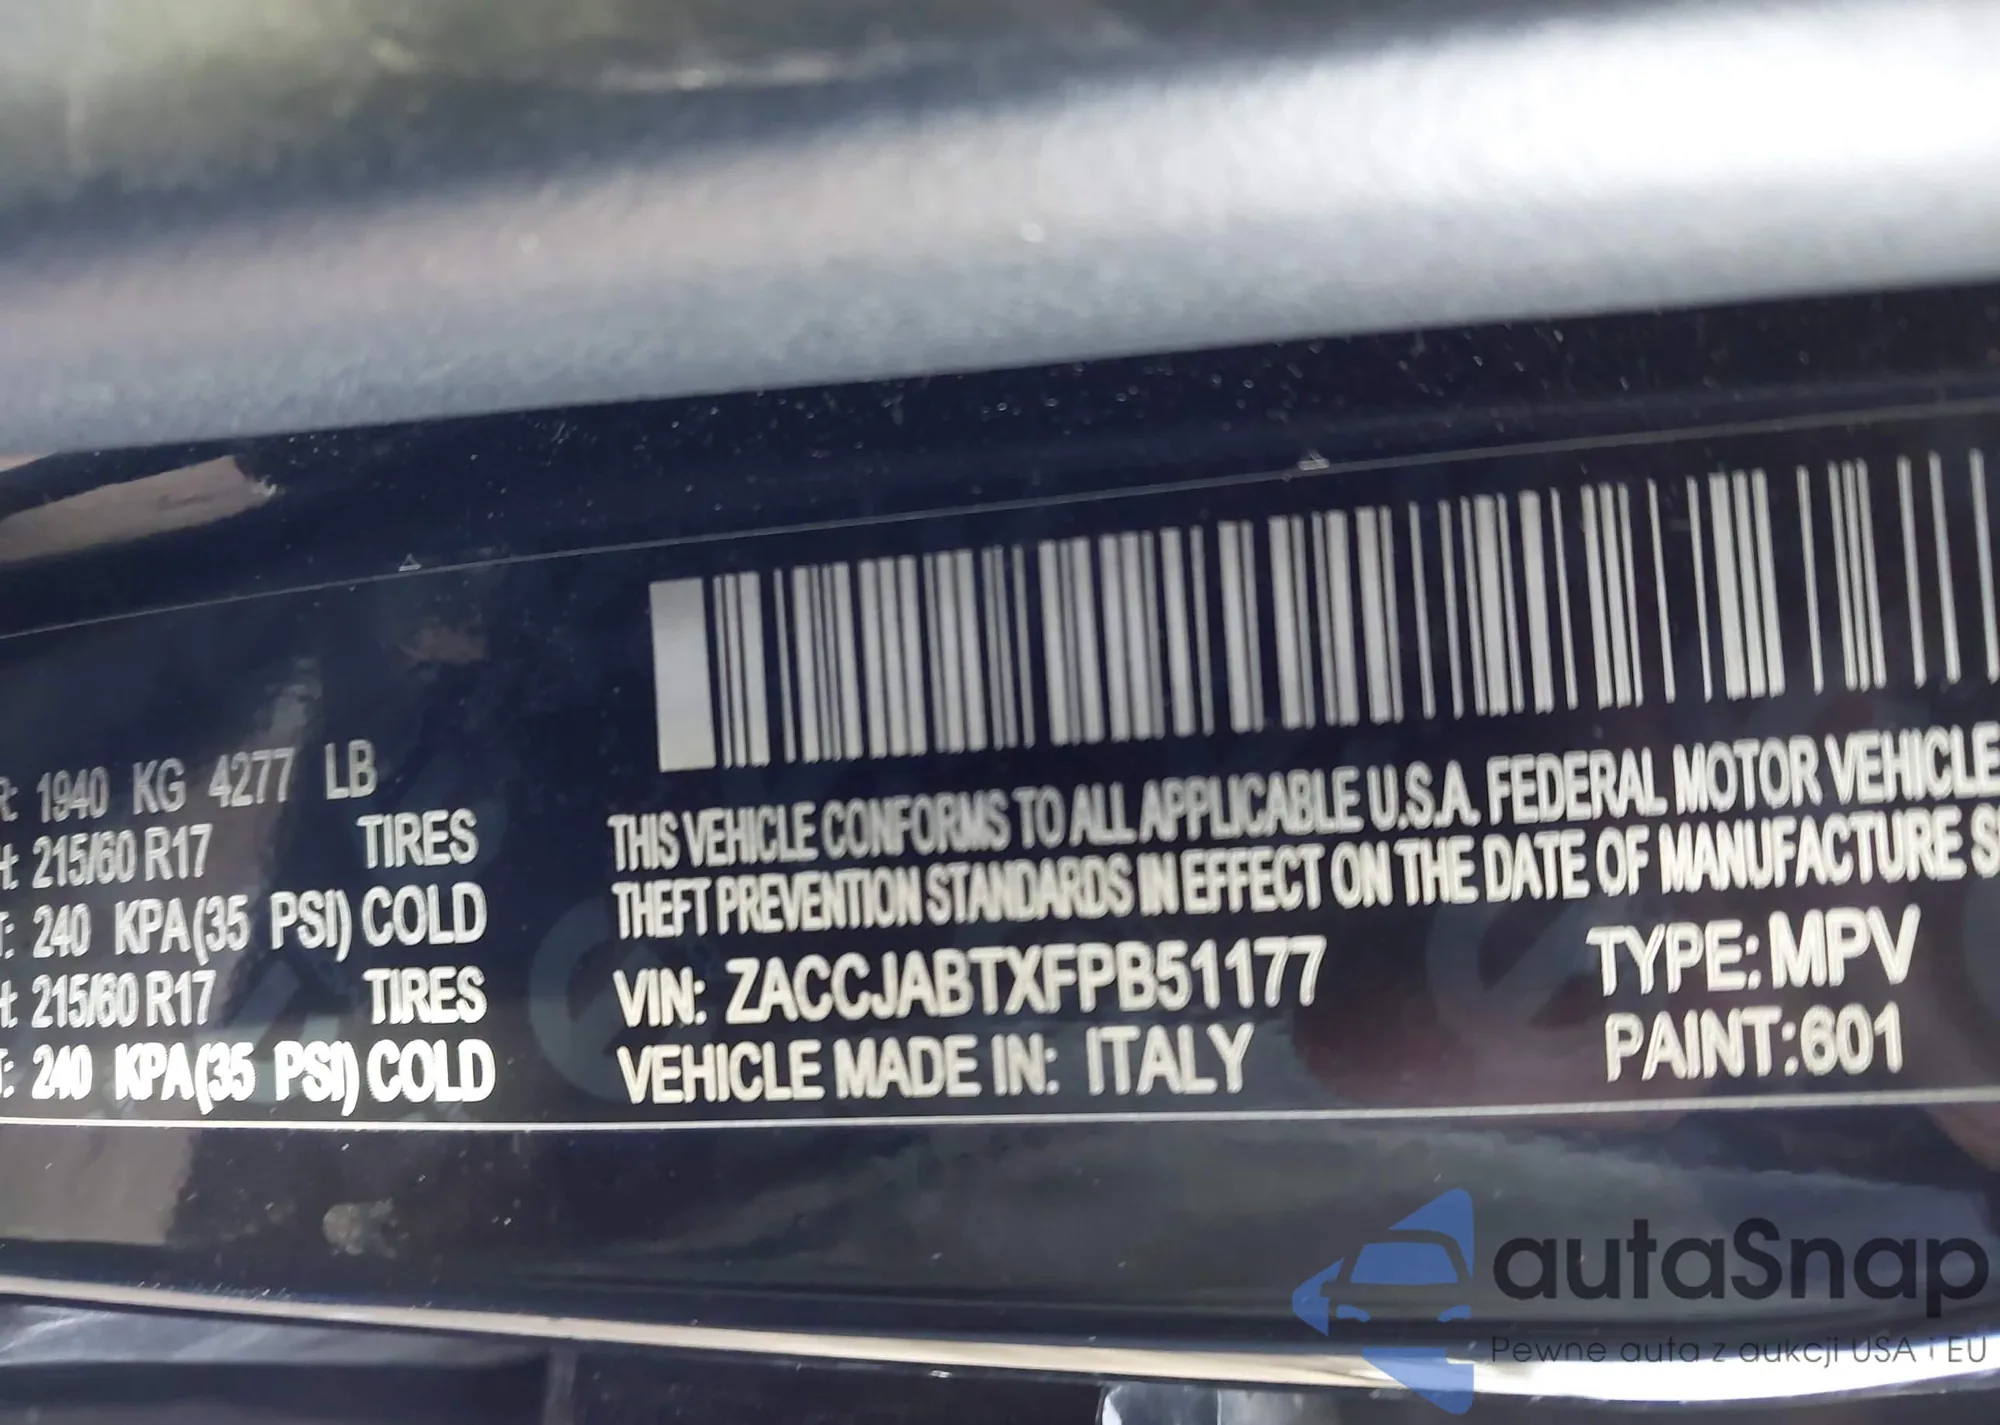 R: 1940 KG 4277 LB
H: 215/60 R17 TIRES
T: 240 KPA(35 PSI) COLD
H: 215/60 R17 TIRES
T: 240 KPA(35 PSI) COLD
THIS VEHICLE CONFORMS TO ALL APPLICABLE U.S.A. FEDERAL MOTOR VEHICLE
THEFT PREVENTION STANDARDS IN EFFECT ON THE DATE OF MANUFACTURE
VIN: ZACCJABTXFPB51177 TYPE: MPV
VEHICLE MADE IN: ITALY PAINT:601
autaSnap
Pewne auta z aukcji USA i EU